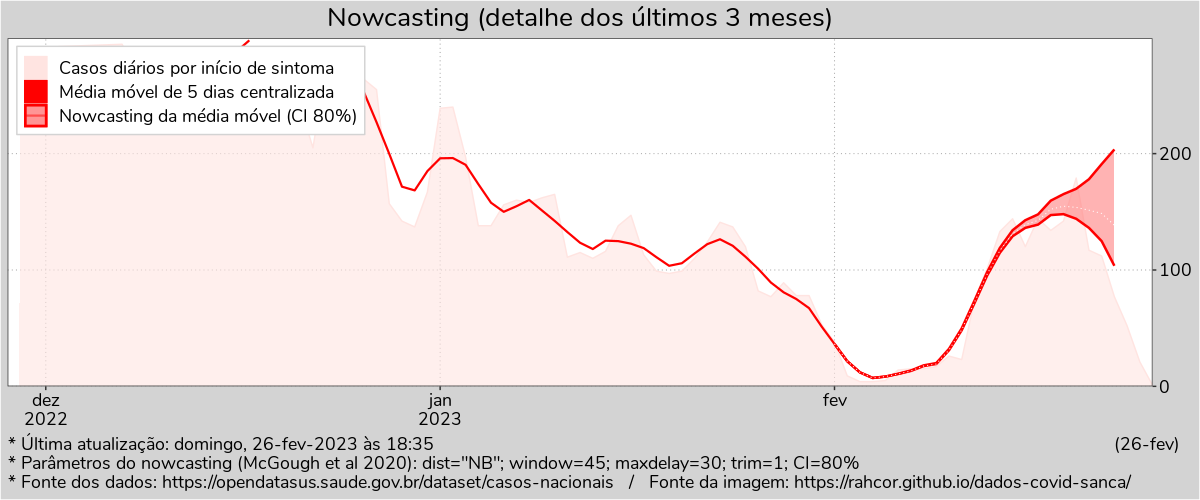 Nowcasting (detalhe dos últimos 3 meses)
Casos diários por início de sintoma
Média móvel de 5 dias centralizada
Nowcasting da média móvel (CI 80%)
200
100
0
dez
2022
jan
2023
fev
* Última atualização: domingo, 26-fev-2023 às 18:35
(26-fev)
* Parâmetros do nowcasting (McGough et al 2020): dist="NB"; window=45; maxdelay=30; trim=1; CI=80%
* Fonte dos dados: https://opendatasus.saude.gov.br/dataset/casos-nacionais / Fonte da imagem: https://rahcor.github.io/dados-covid-sanca/